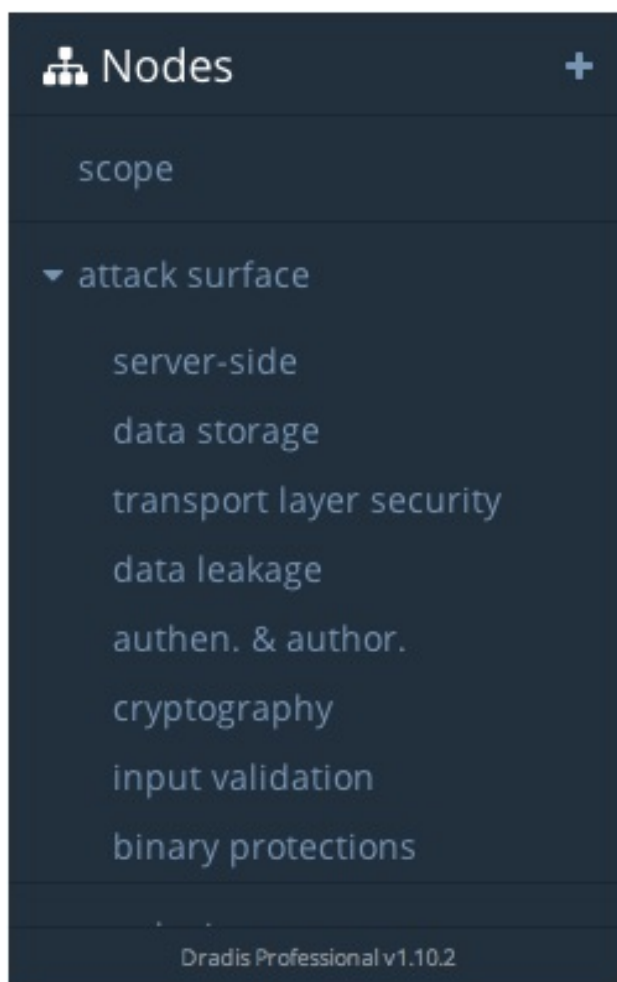 Nodes
scope
attack surface
server-side
data storage
transport layer security
data leakage
authen. & author.
cryptography
input validation
binary protections
Dradis Professional v1.10.2